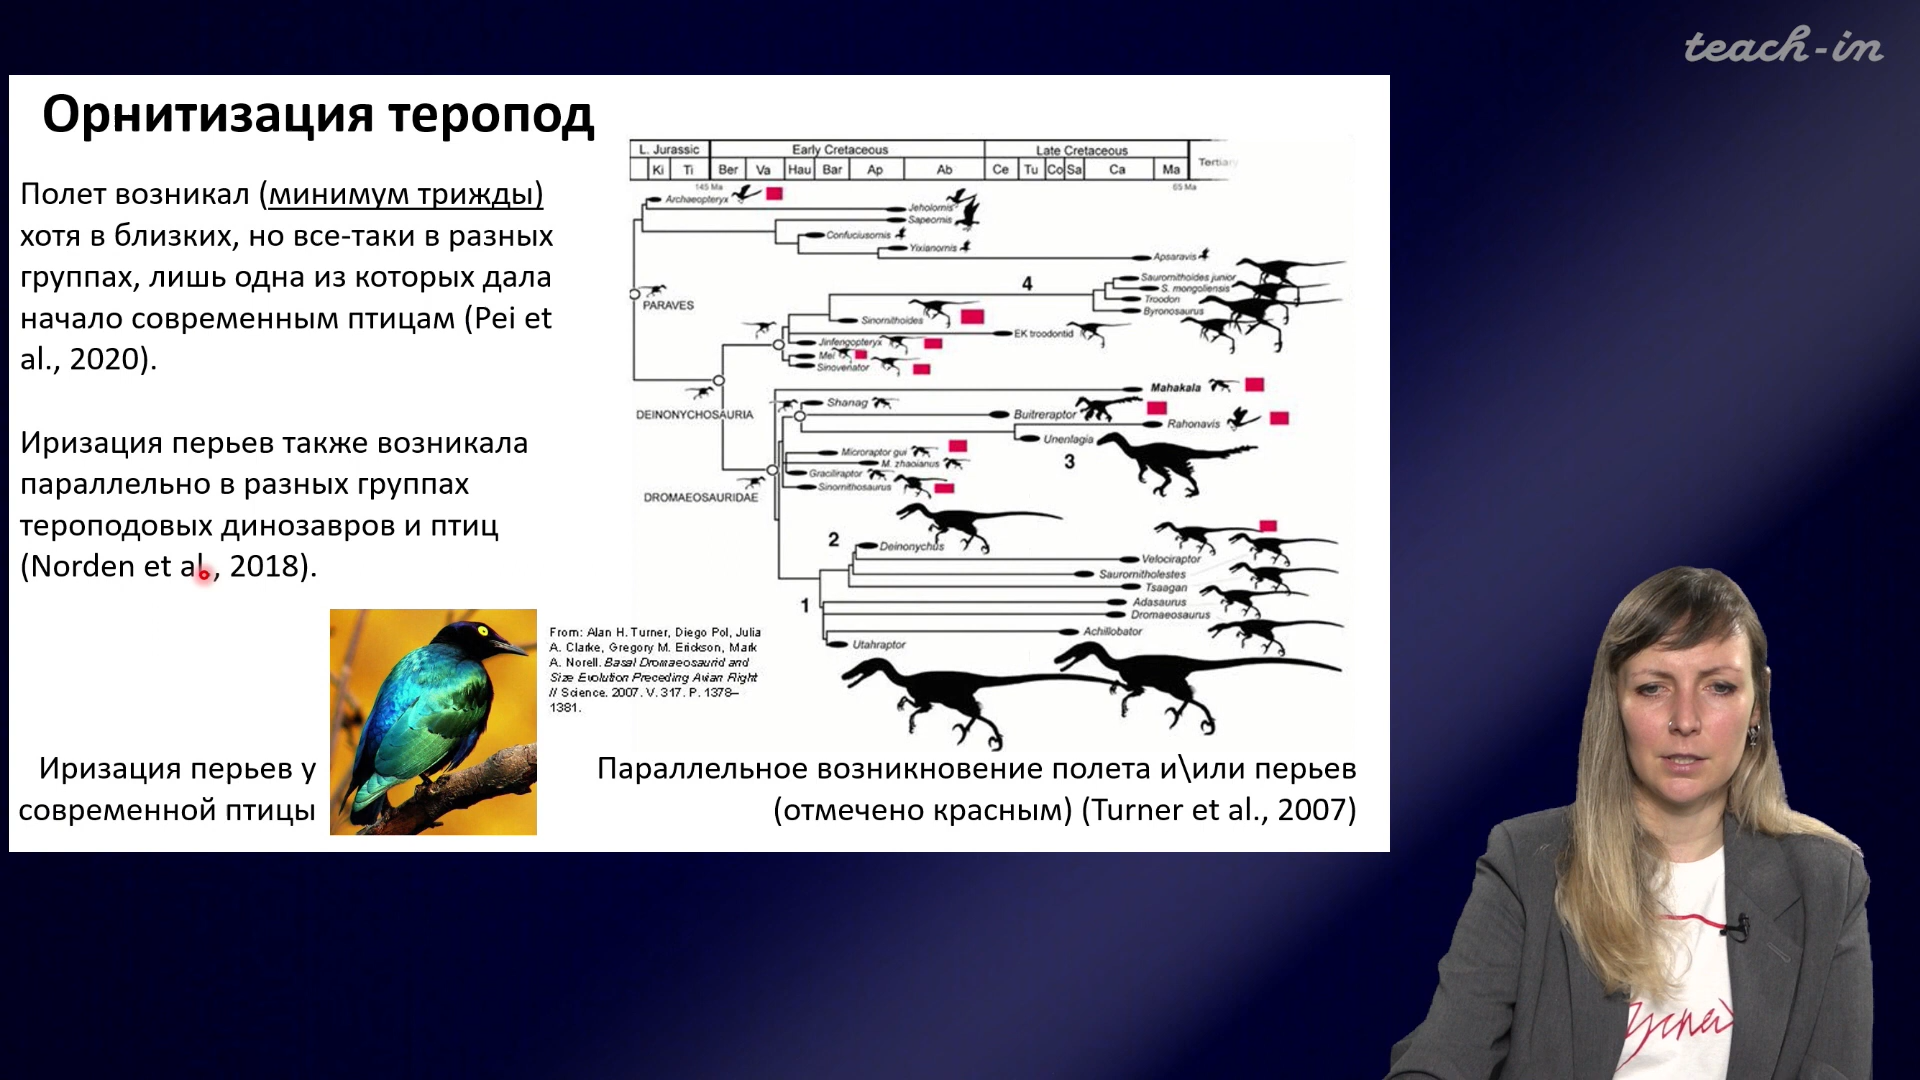 teach-in
Орнитизация теропод
Полет возникал (минимум трижды)
хотя в близких, но все-таки в разных
группах, лишь одна из которых дала
начало современным птицам (Pei et
al., 2020).
Иризация перьев также возникала
параллельно в разных группах
тероподовых динозавров и птиц
(Norden et al., 2018).
Иризация перьев у
современной птицы
From: Alan H. Turner, Diego Pol, Julia
A. Clarke, Gregory M. Erickson, Mark
A. Norell. Basal Dromaeosaurid and
Size Evolution Preceding Avian Flight
// Science. 2007. V. 317. P. 1378–
1381.
L. Jurassic Early Cretaceous Late Cretaceous Tertiary
Ki Ti Ber Va Hau Bar Ap Ab Ce Tu Co Sa Ca Ma
145 Ma 65 Ma
Archaeopteryx
Jeholornis
Sapeornis
Confuciusornis
Yixianornis
Apsaravis
PARAVES
4
Saurornithoides junior
S. mongoliensis
Troodon
Byronosaurus
Sinornithoides
EK troodontid
Jinfengopteryx
Mei
Sinovenator
DEINONYCHOSAURIA
Mahakala
Shanag
Buitreraptor
Rahonavis
Unenlagia
3
Microraptor gui
M. zhaoianus
Graciliraptor
Sinornithosaurus
DROMAEOSAURIDAE
2
Deinonychus
Velociraptor
Saurornitholestes
Tsaagan
1
Adasaurus
Dromaeosaurus
Achillobator
Utahraptor
Параллельное возникновение полета и\или перьев
(отмечено красным) (Turner et al., 2007)